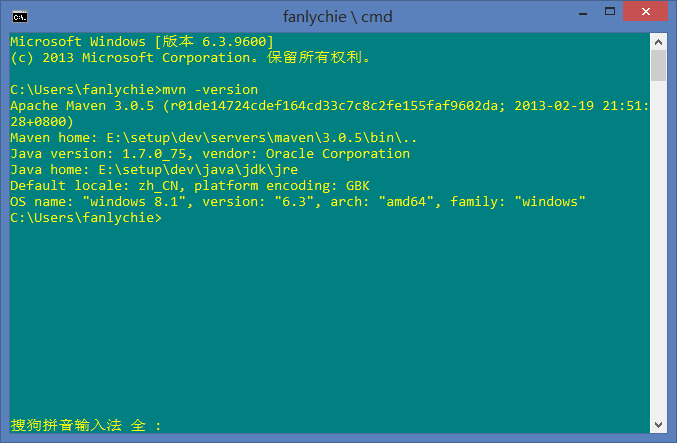 fanlychie \ cmd
Microsoft Windows [版本 6.3.9600]
(c) 2013 Microsoft Corporation。保留所有权利。
C:\Users\fanlychie>mvn -version
Apache Maven 3.0.5 (r01de14724cdef164cd33c7c8c2fe155faf9602da; 2013-02-19 21:51:
28+0800)
Maven home: E:\setup\dev\servers\maven\3.0.5\bin\..
Java version: 1.7.0_75, vendor: Oracle Corporation
Java home: E:\setup\dev\java\jdk\jre
Default locale: zh_CN, platform encoding: GBK
OS name: "windows 8.1", version: "6.3", arch: "amd64", family: "windows"
C:\Users\fanlychie>
搜狗拼音输入法 全 :